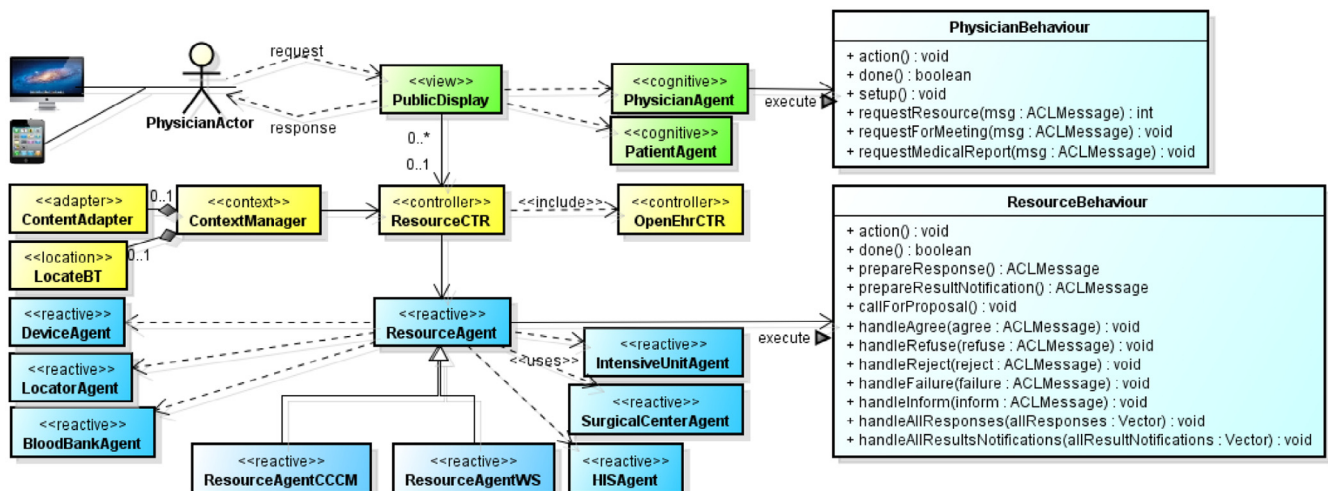 PhysicianActor
request
response
<<view>>
PublicDisplay
0..*
0..1
<<cognitive>>
PhysicianAgent
<<cognitive>>
PatientAgent
execute
PhysicianBehaviour
+ action() : void
+ done() : boolean
+ setup() : void
+ requestResource(msg : ACLMessage) : int
+ requestForMeeting(msg : ACLMessage) : void
+ requestMedicalReport(msg : ACLMessage) : void
<<adapter>>
ContentAdapter
0..1
<<context>>
ContextManager
<<controller>>
ResourceCTR
<<include>>
<<controller>>
OpenEhrCTR
<<location>>
LocateBT
0..1
<<reactive>>
DeviceAgent
<<reactive>>
LocatorAgent
<<reactive>>
BloodBankAgent
<<reactive>>
ResourceAgent
<<uses>>
<<reactive>>
IntensiveUnitAgent
<<reactive>>
SurgicalCenterAgent
<<reactive>>
ResourceAgentCCCM
<<reactive>>
ResourceAgentWS
<<reactive>>
HISAgent
execute
ResourceBehaviour
+ action() : void
+ done() : boolean
+ prepareResponse() : ACLMessage
+ prepareResultNotification() : ACLMessage
+ callForProposal() : void
+ handleAgree(agree : ACLMessage) : void
+ handleRefuse(refuse : ACLMessage) : void
+ handleReject(reject : ACLMessage) : void
+ handleFailure(failure : ACLMessage) : void
+ handleInform(inform : ACLMessage) : void
+ handleAllResponses(allResponses : Vector) : void
+ handleAllResultsNotifications(allResultNotifications : Vector) : void